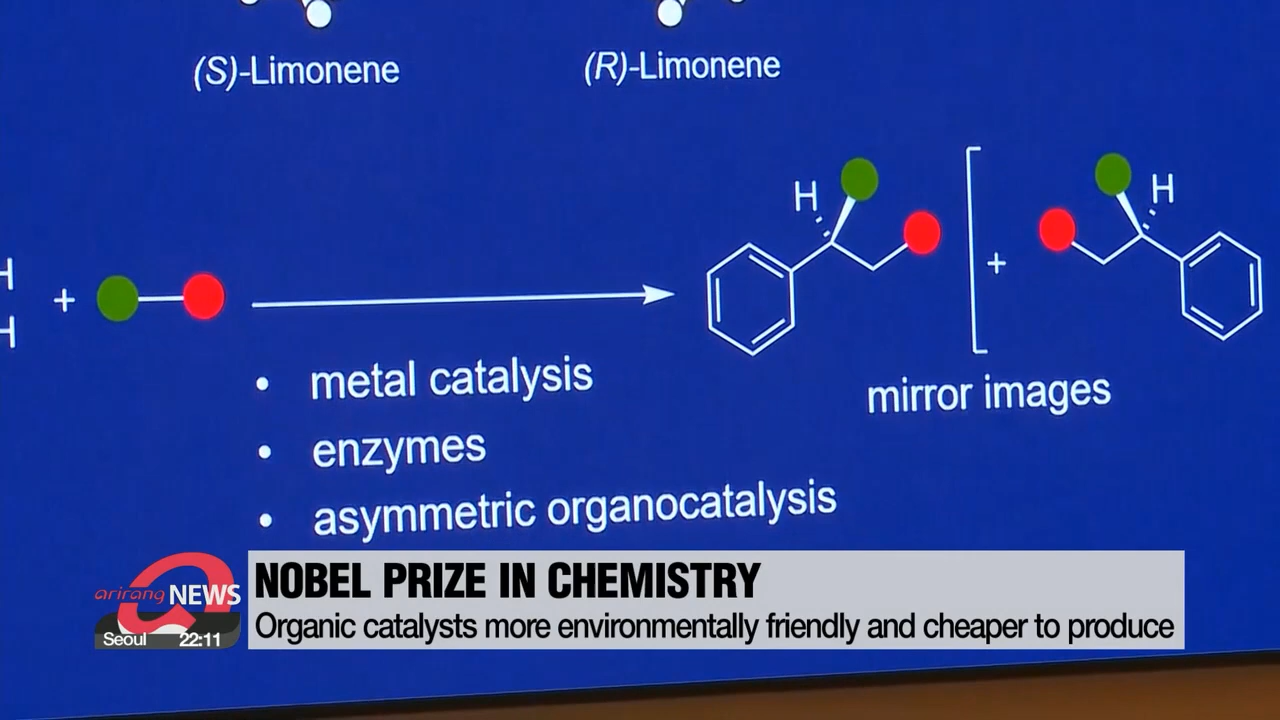 (S)-Limonene
(R)-Limonene
H
H
H
+
H
+
• metal catalysis
• enzymes
• asymmetric organocatalysis
mirror images
arirang NEWS
Seoul 22:11
NOBEL PRIZE IN CHEMISTRY
Organic catalysts more environmentally friendly and cheaper to produce